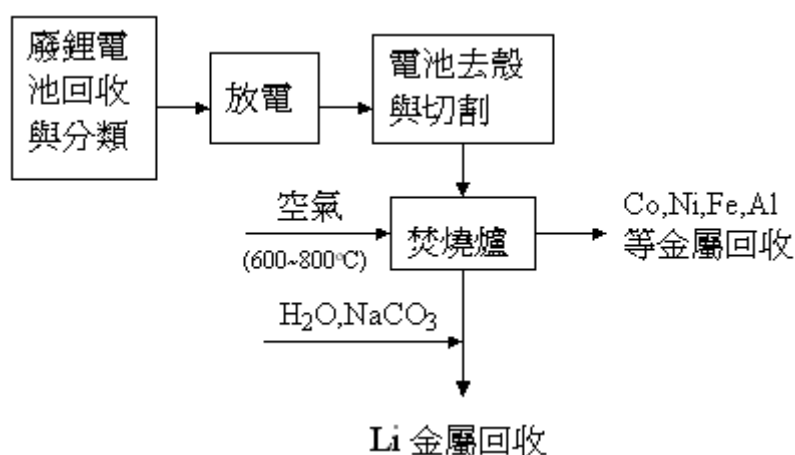 廢鋰電
池回收
與分類
放電
電池去殼
與切割
空氣
(600~800°C)
焚燒爐
Co,Ni,Fe,Al
等金屬回收
H₂O,NaCO₃
Li 金屬回收